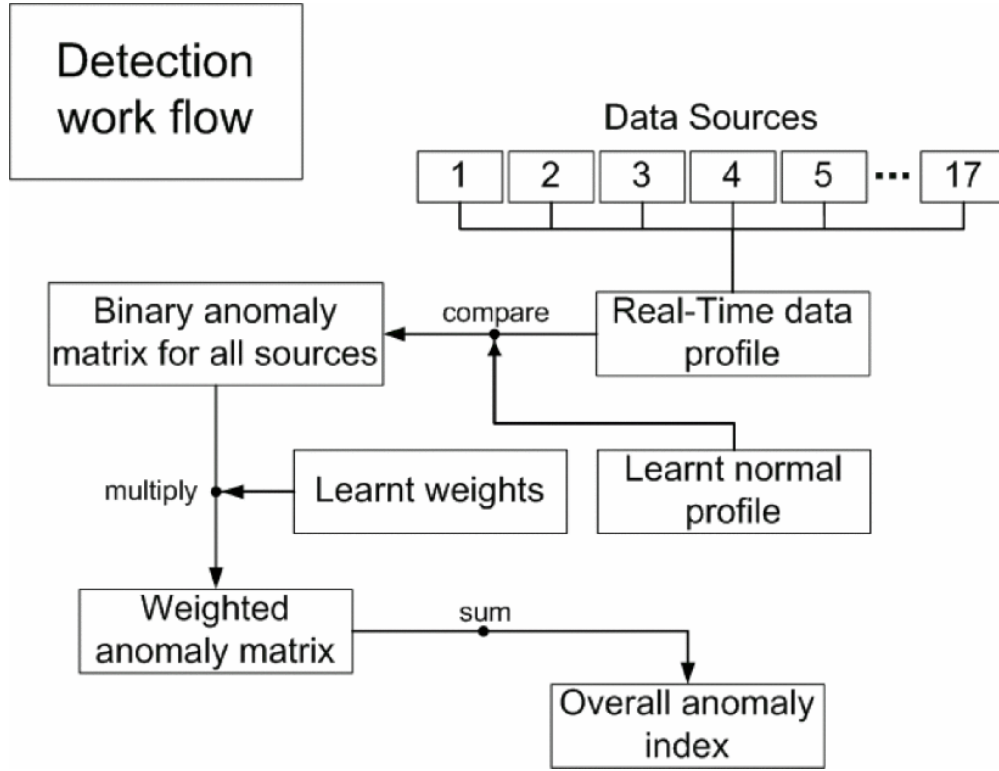 Detection
work flow
Data Sources
1 2 3 4 5 ... 17
Binary anomaly
matrix for all sources
compare
Real-Time data
profile
multiply
Learnt weights
Learnt normal
profile
Weighted
anomaly matrix
sum
Overall anomaly
index